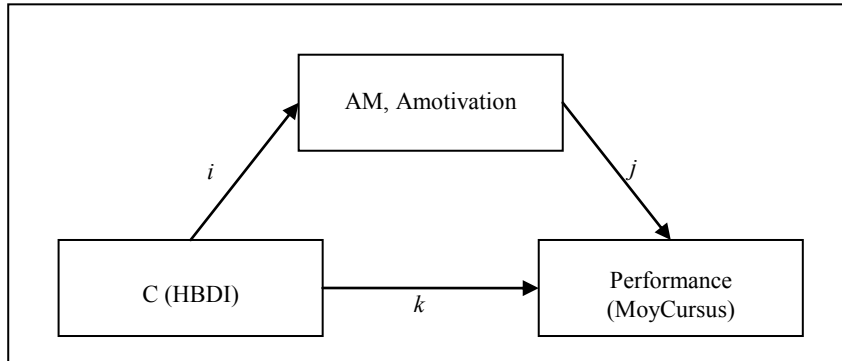 AM, Amotivation
i
j
C (HBDI)
k
Performance
(MoyCursus)